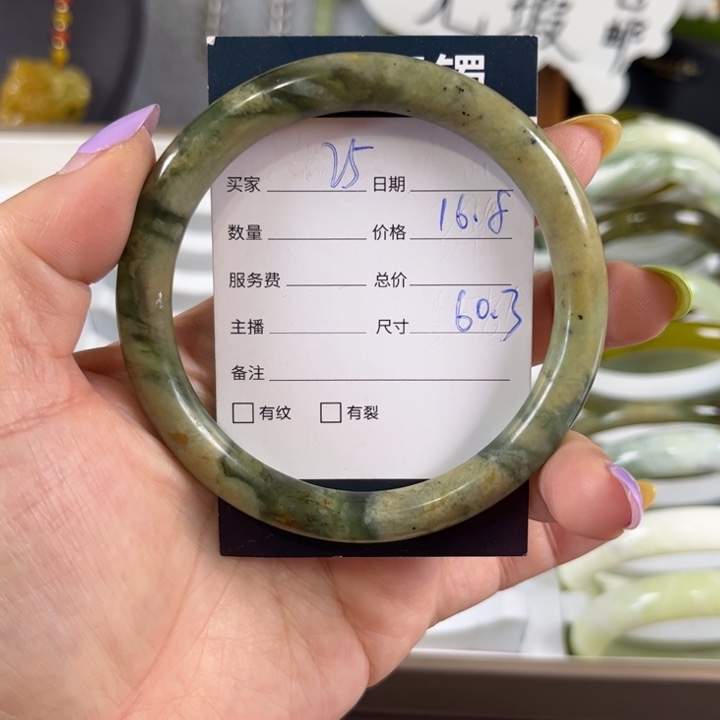 镯
买家 25 日期
数量 价格 16.8
服务费 总价
主播 尺寸 60.3
备注
有纹 有裂